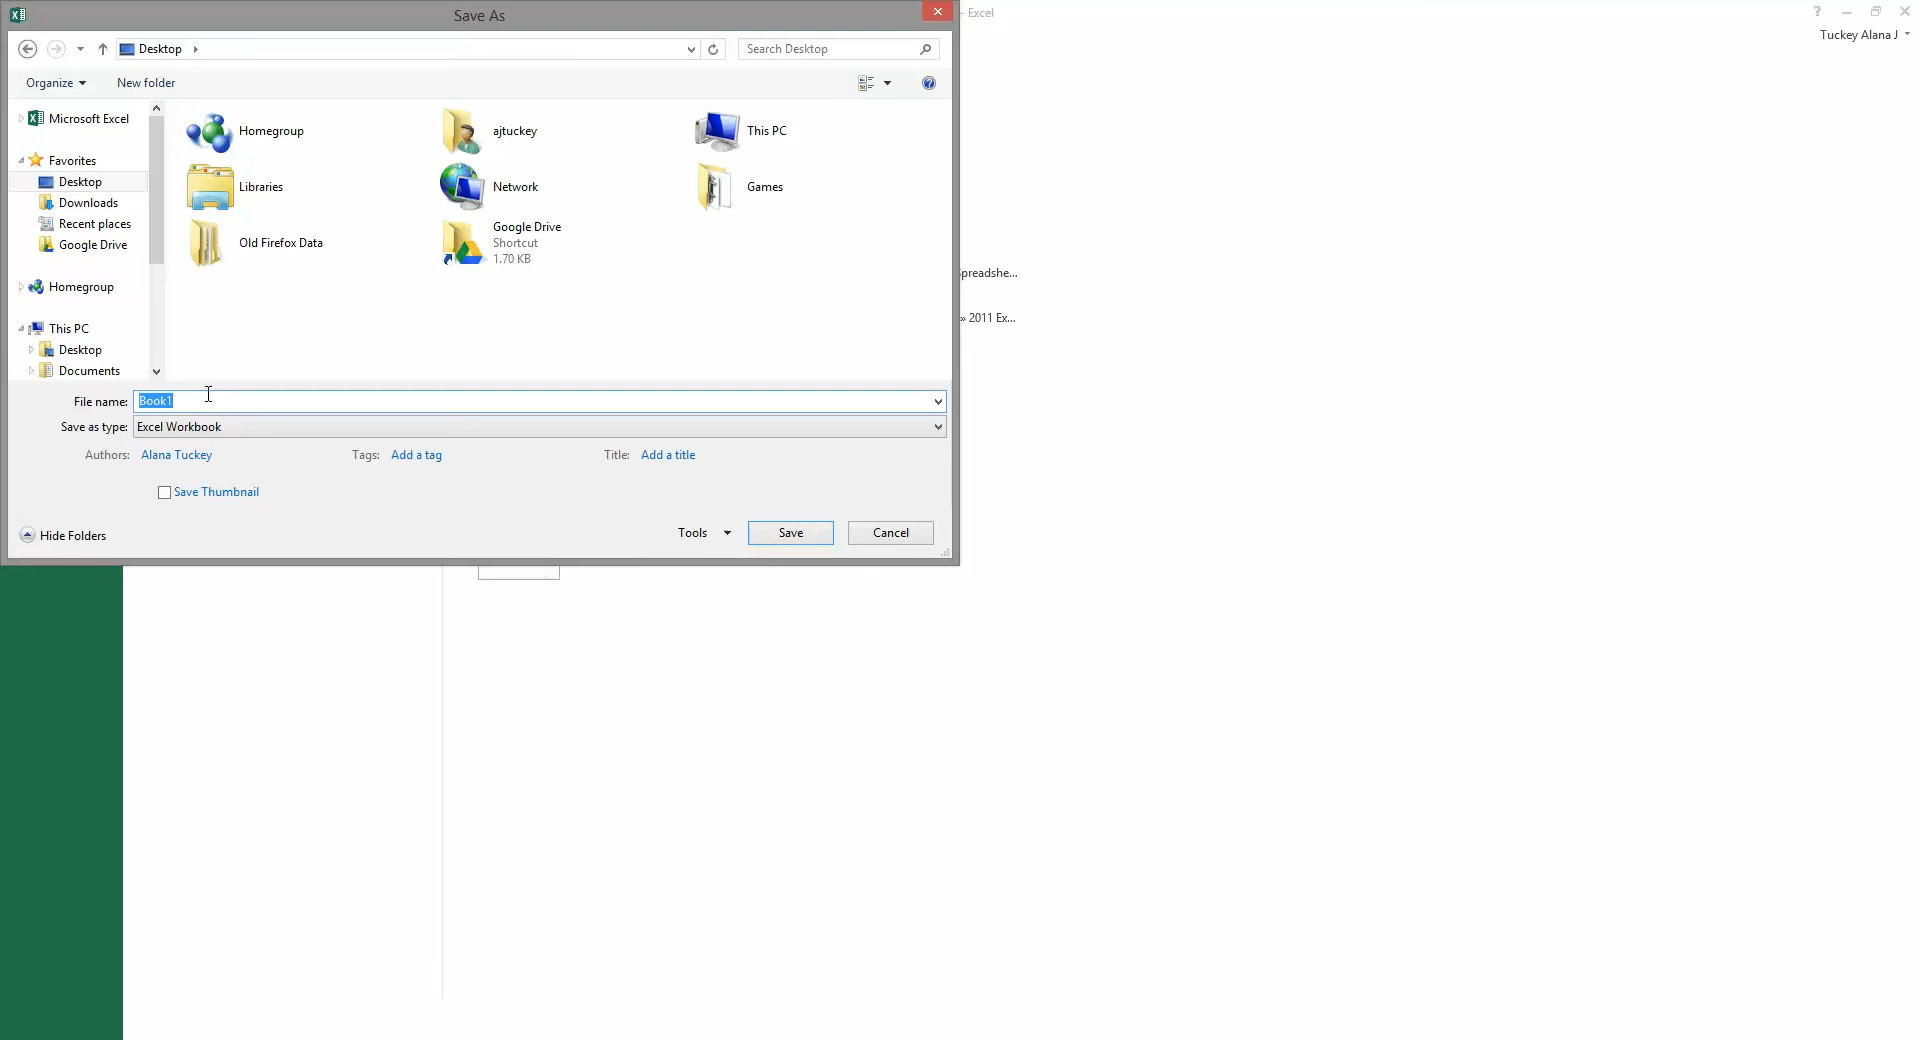 Save As
- Excel
Tuckey Alana J
Desktop
Search Desktop
Organize
New folder
Microsoft Excel
Favorites
Desktop
Downloads
Recent places
Google Drive
Homegroup
This PC
Desktop
Documents
Homegroup
ajtuckey
This PC
Libraries
Network
Games
Old Firefox Data
Google Drive
Shortcut
1.70 KB
preadshe...
» 2011 Ex...
File name: Book1
Save as type: Excel Workbook
Authors: Alana Tuckey Tags: Add a tag Title: Add a title
Save Thumbnail
Hide Folders
Tools
Save
Cancel